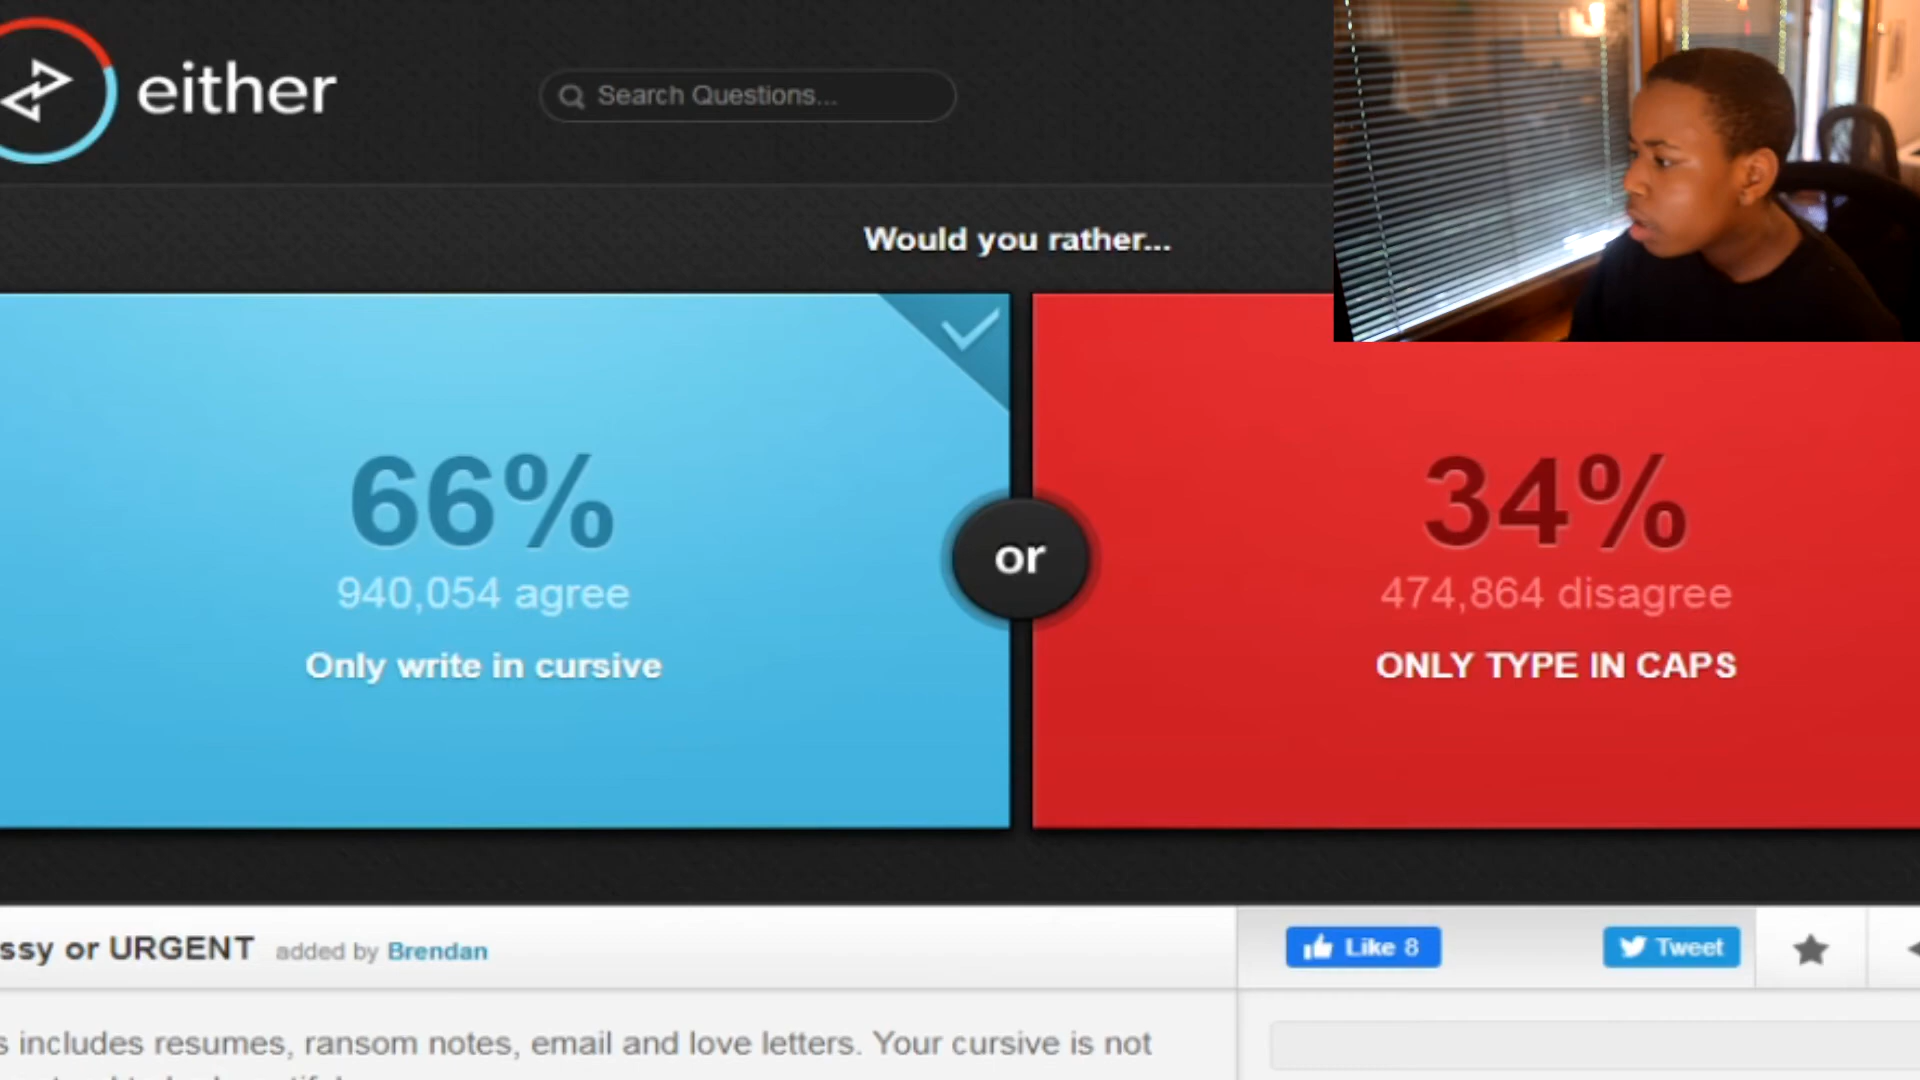 either
Search Questions...
Would you rather...
66%
940,054 agree
Only write in cursive
or
34%
474,864 disagree
ONLY TYPE IN CAPS
or URGENT added by Brendan
Like 8
Tweet
includes resumes, ransom notes, email and love letters. Your cursive is not